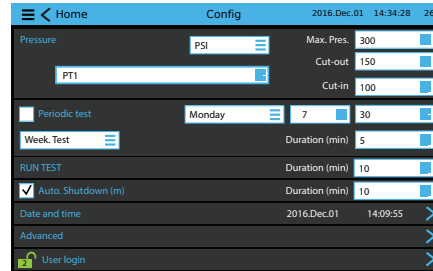 Home Config 2016.Dec.01 14:34:28 26
Pressure PSI Max. Pres. 300
Cut-out 150
PT1
Cut-in 100
Periodic test Monday 7 30
Week. Test Duration (min) 5
RUN TEST Duration (min) 10
Auto. Shutdown (m) Duration (min) 10
Date and time 2016.Dec.01 14:09:55
Advanced
2 User login